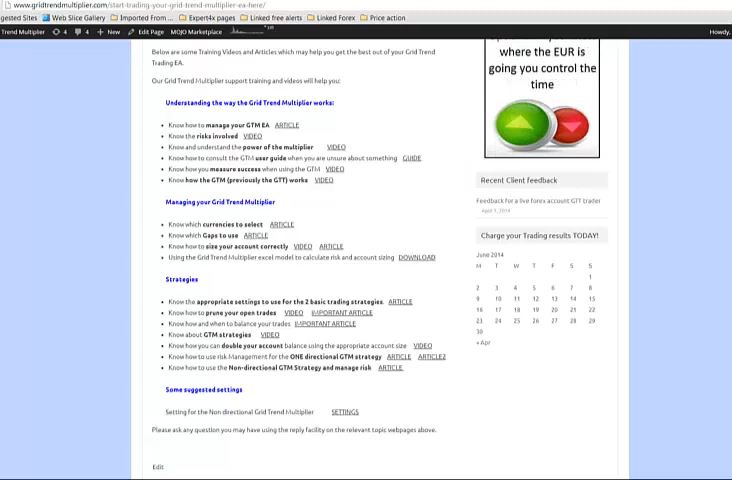 www.gridtrendmultiplier.com/start-trading-your-grid-trend-multiplier-ea-here/
gested Sites Web Slice Gallery Imported From... Expert4x pages Linked free alerts Linked Forex Price action
Trend Multiplier 4 4 + New Edit Page MOJO Marketplace Howdy,
Below are some Training Videos and Articles which may help you get the best out of your Grid Trend
Trading EA.
Our Grid Trend Multiplier support training and videos will help you:
Understanding the way the Grid Trend Multiplier works:
Know how to manage your GTM EA ARTICLE
Know the risks involved VIDEO
Know and understand the power of the multiplier VIDEO
Know how to consult the GTM user guide when you are unsure about something GUIDE
Know how you measure success when using the GTM VIDEO
Know how the GTM (previously the GTT) works VIDEO
Managing your Grid Trend Multiplier
Know which currencies to select ARTICLE
Know which Gaps to use ARTICLE
Know how to size your account correctly VIDEO ARTICLE
Using the Grid Trend Multiplier excel model to calculate risk and account sizing DOWNLOAD
Strategies
Know the appropriate settings to use for the 2 basic trading strategies ARTICLE
Know how to prune your open trades VIDEO IMPORTANT ARTICLE
Know how and when to balance your trades IMPORTANT ARTICLE
Know about GTM strategies VIDEO
Know how you can double your account balance using the appropriate account size VIDEO
Know how to use risk Management for the ONE directional GTM strategy ARTICLE ARTICLE2
Know how to use the Non-directional GTM Strategy and manage risk ARTICLE
Some suggested settings
Setting for the Non directional Grid Trend Multiplier SETTINGS
Please ask any question you may have using the reply facility on the relevant topic webpages above.
Edit
where the EUR is
going you control the
time
Recent Client feedback
Feedback for a live forex account GTT trader
April 1, 2014
Charge your Trading results TODAY!
June 2014
M T W T F S S
1
2 3 4 5 6 7 8
9 10 11 12 13 14 15
16 17 18 19 20 21 22
23 24 25 26 27 28 29
30
« Apr